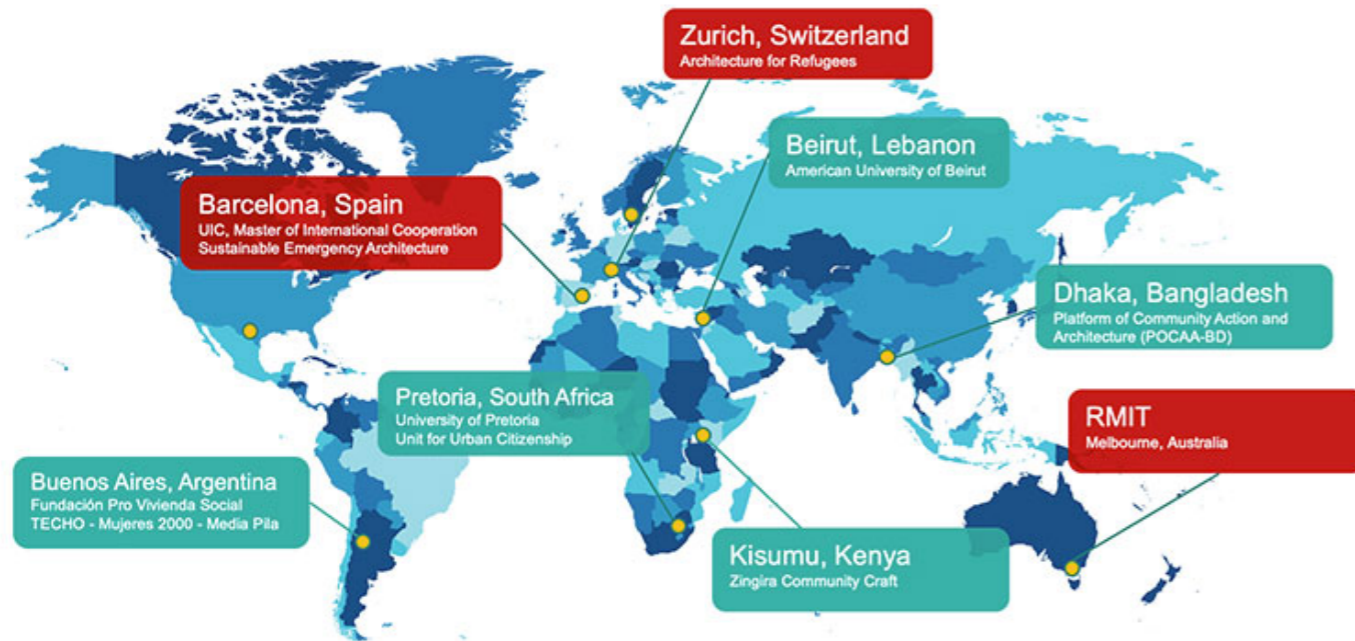 Zurich, Switzerland
Architecture for Refugees
Beirut, Lebanon
American University of Beirut
Barcelona, Spain
UIC, Master of International Cooperation
Sustainable Emergency Architecture
Dhaka, Bangladesh
Platform of Community Action and
Architecture (POCAA-BD)
Pretoria, South Africa
University of Pretoria
Unit for Urban Citizenship
RMIT
Melbourne, Australia
Buenos Aires, Argentina
Fundación Pro Vivienda Social
TECHO - Mujeres 2000 - Media Pila
Kisumu, Kenya
Zingira Community Craft